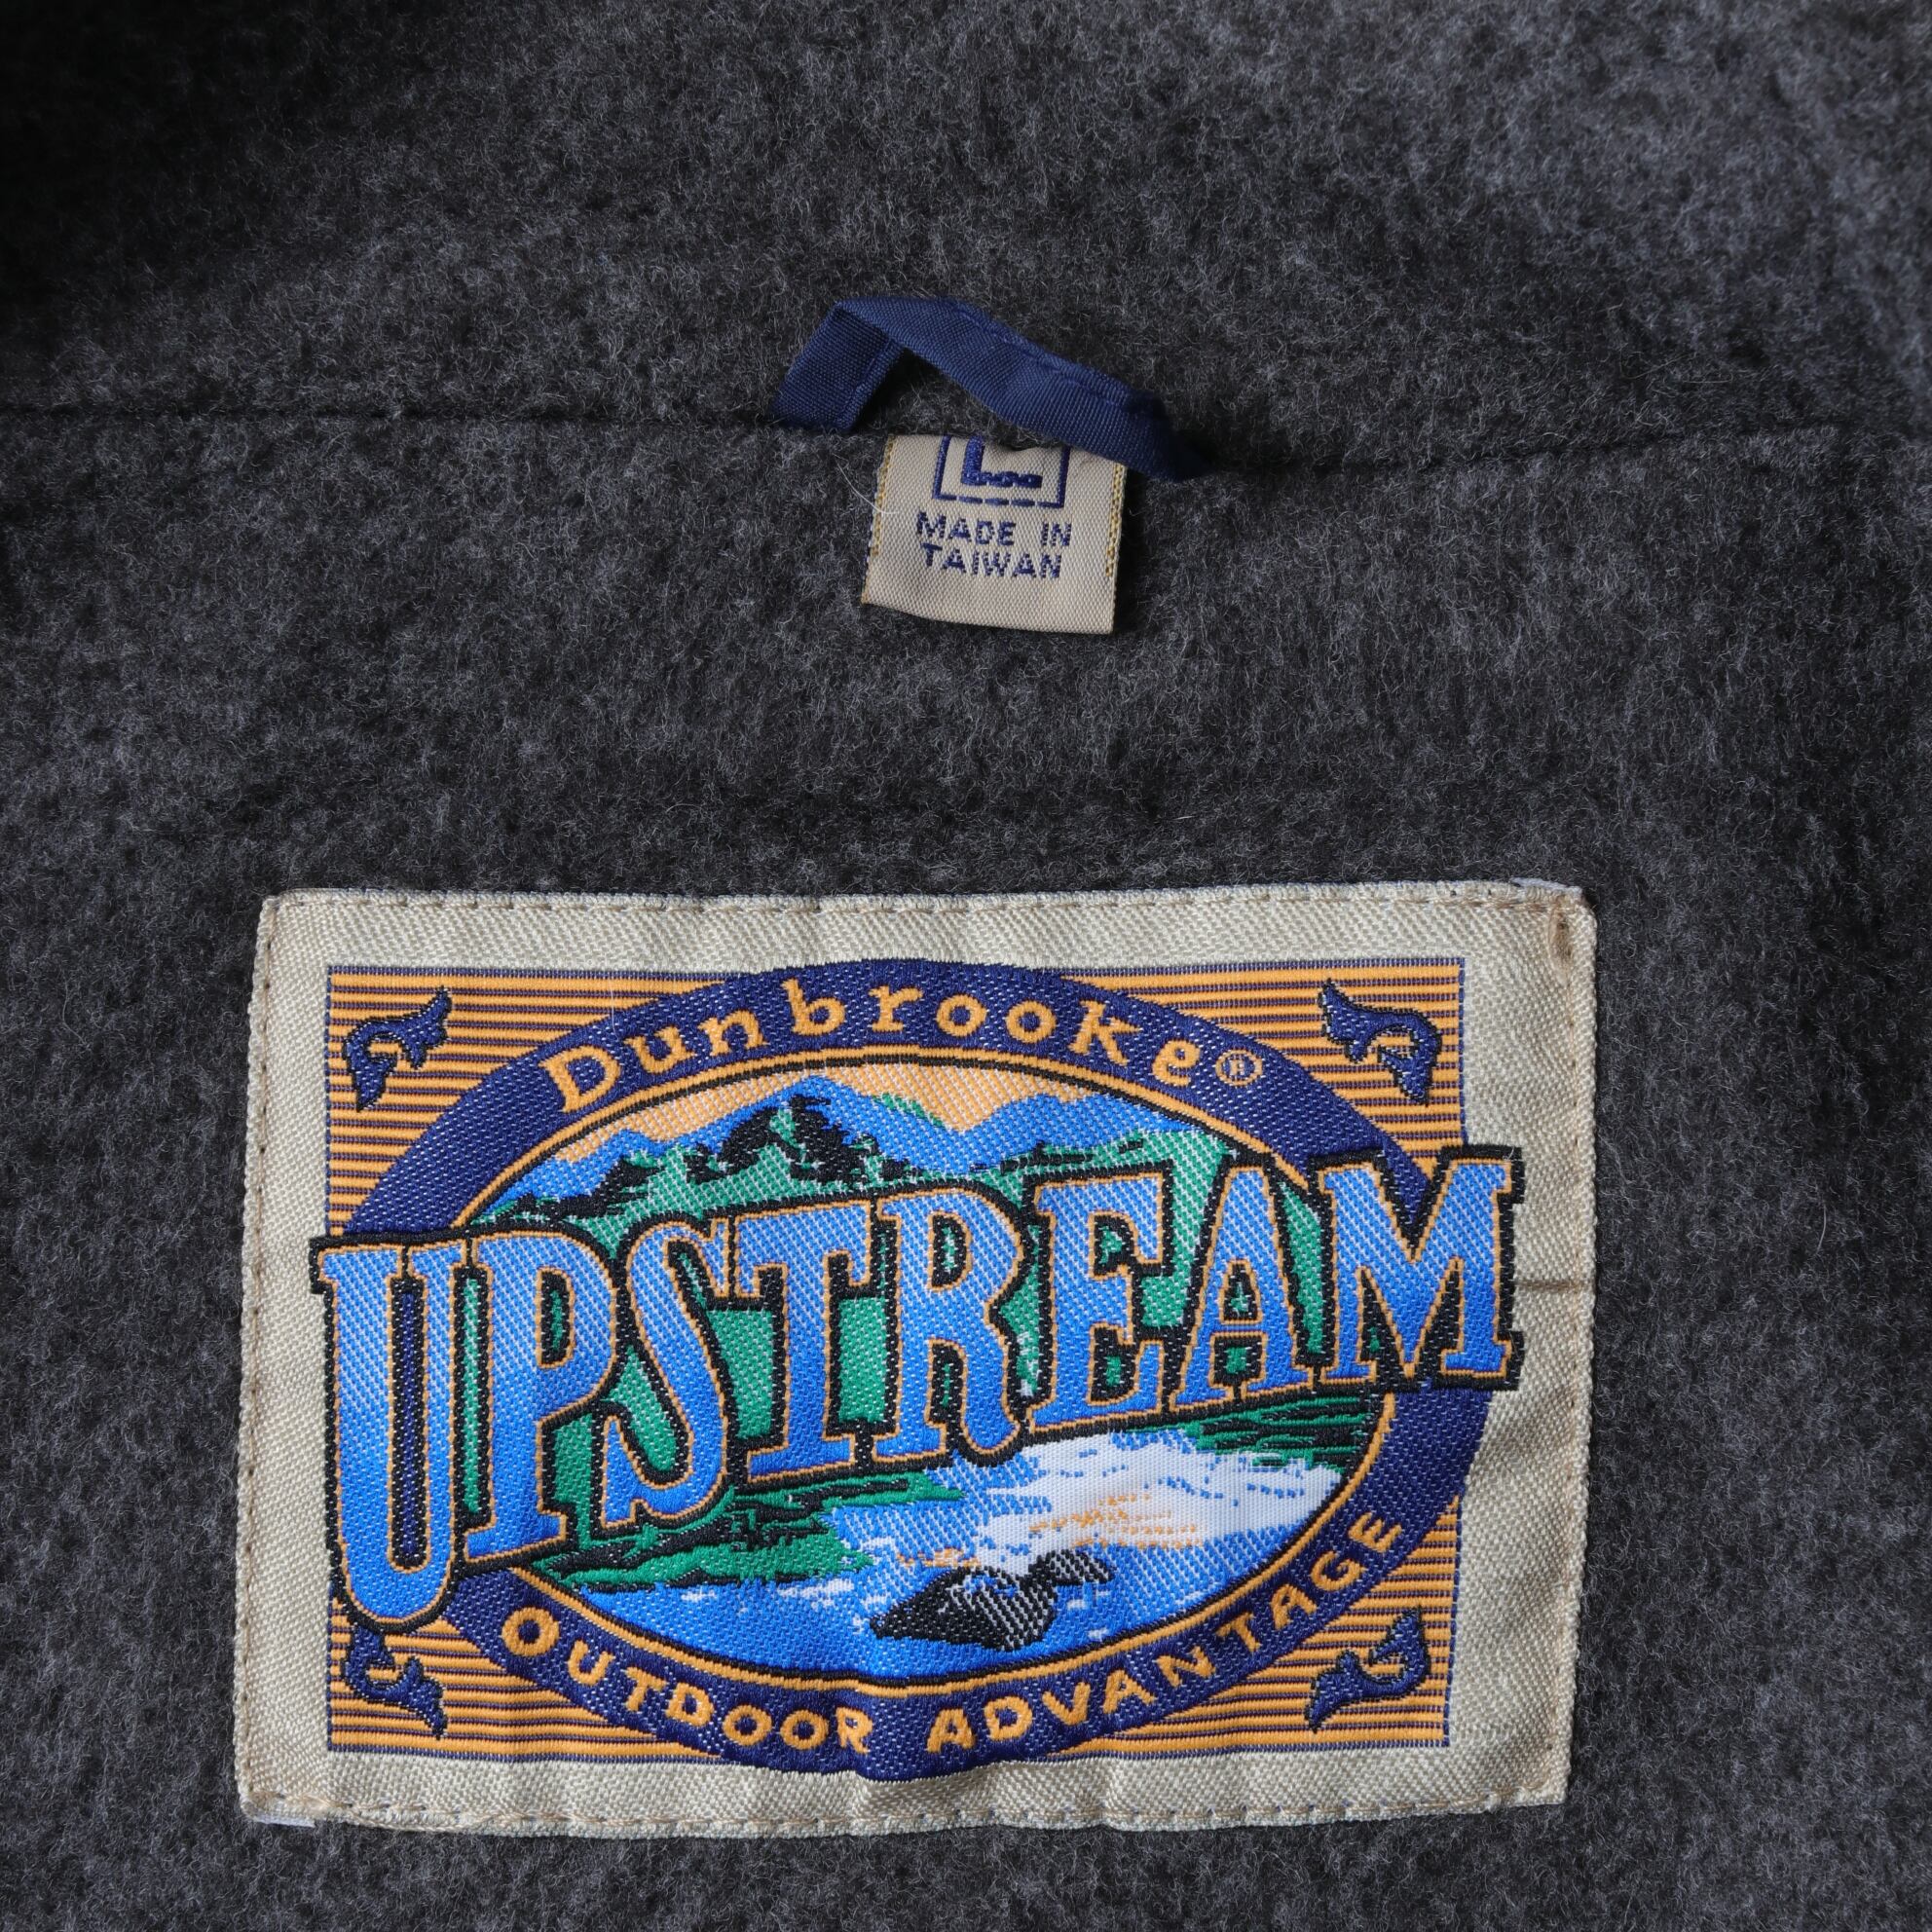 L
MADE IN
TAIWAN
Dunbrooke®
UPSTREAM
OUTDOOR ADVANTAGE